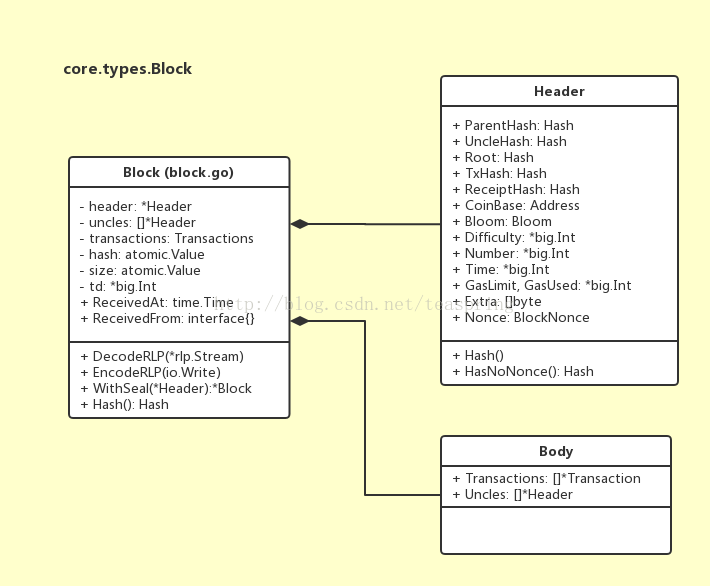 core.types.Block
Block (block.go)
- header: *Header
- uncles: []*Header
- transactions: Transactions
- hash: atomic.Value
- size: atomic.Value
- td: *big.Int
+ ReceivedAt: time.Time
+ ReceivedFrom: interface{}
+ DecodeRLP(*rlp.Stream)
+ EncodeRLP(io.Write)
+ WithSeal(*Header):*Block
+ Hash(): Hash
Header
+ ParentHash: Hash
+ UncleHash: Hash
+ Root: Hash
+ TxHash: Hash
+ ReceiptHash: Hash
+ CoinBase: Address
+ Bloom: Bloom
+ Difficulty: *big.Int
+ Number: *big.Int
+ Time: *big.Int
+ GasLimit, GasUsed: *big.Int
+ Extra: []byte
+ Nonce: BlockNonce
+ Hash()
+ HasNoNonce(): Hash
Body
+ Transactions: []*Transaction
+ Uncles: []*Header
http://blog.csdn.net/teaspring